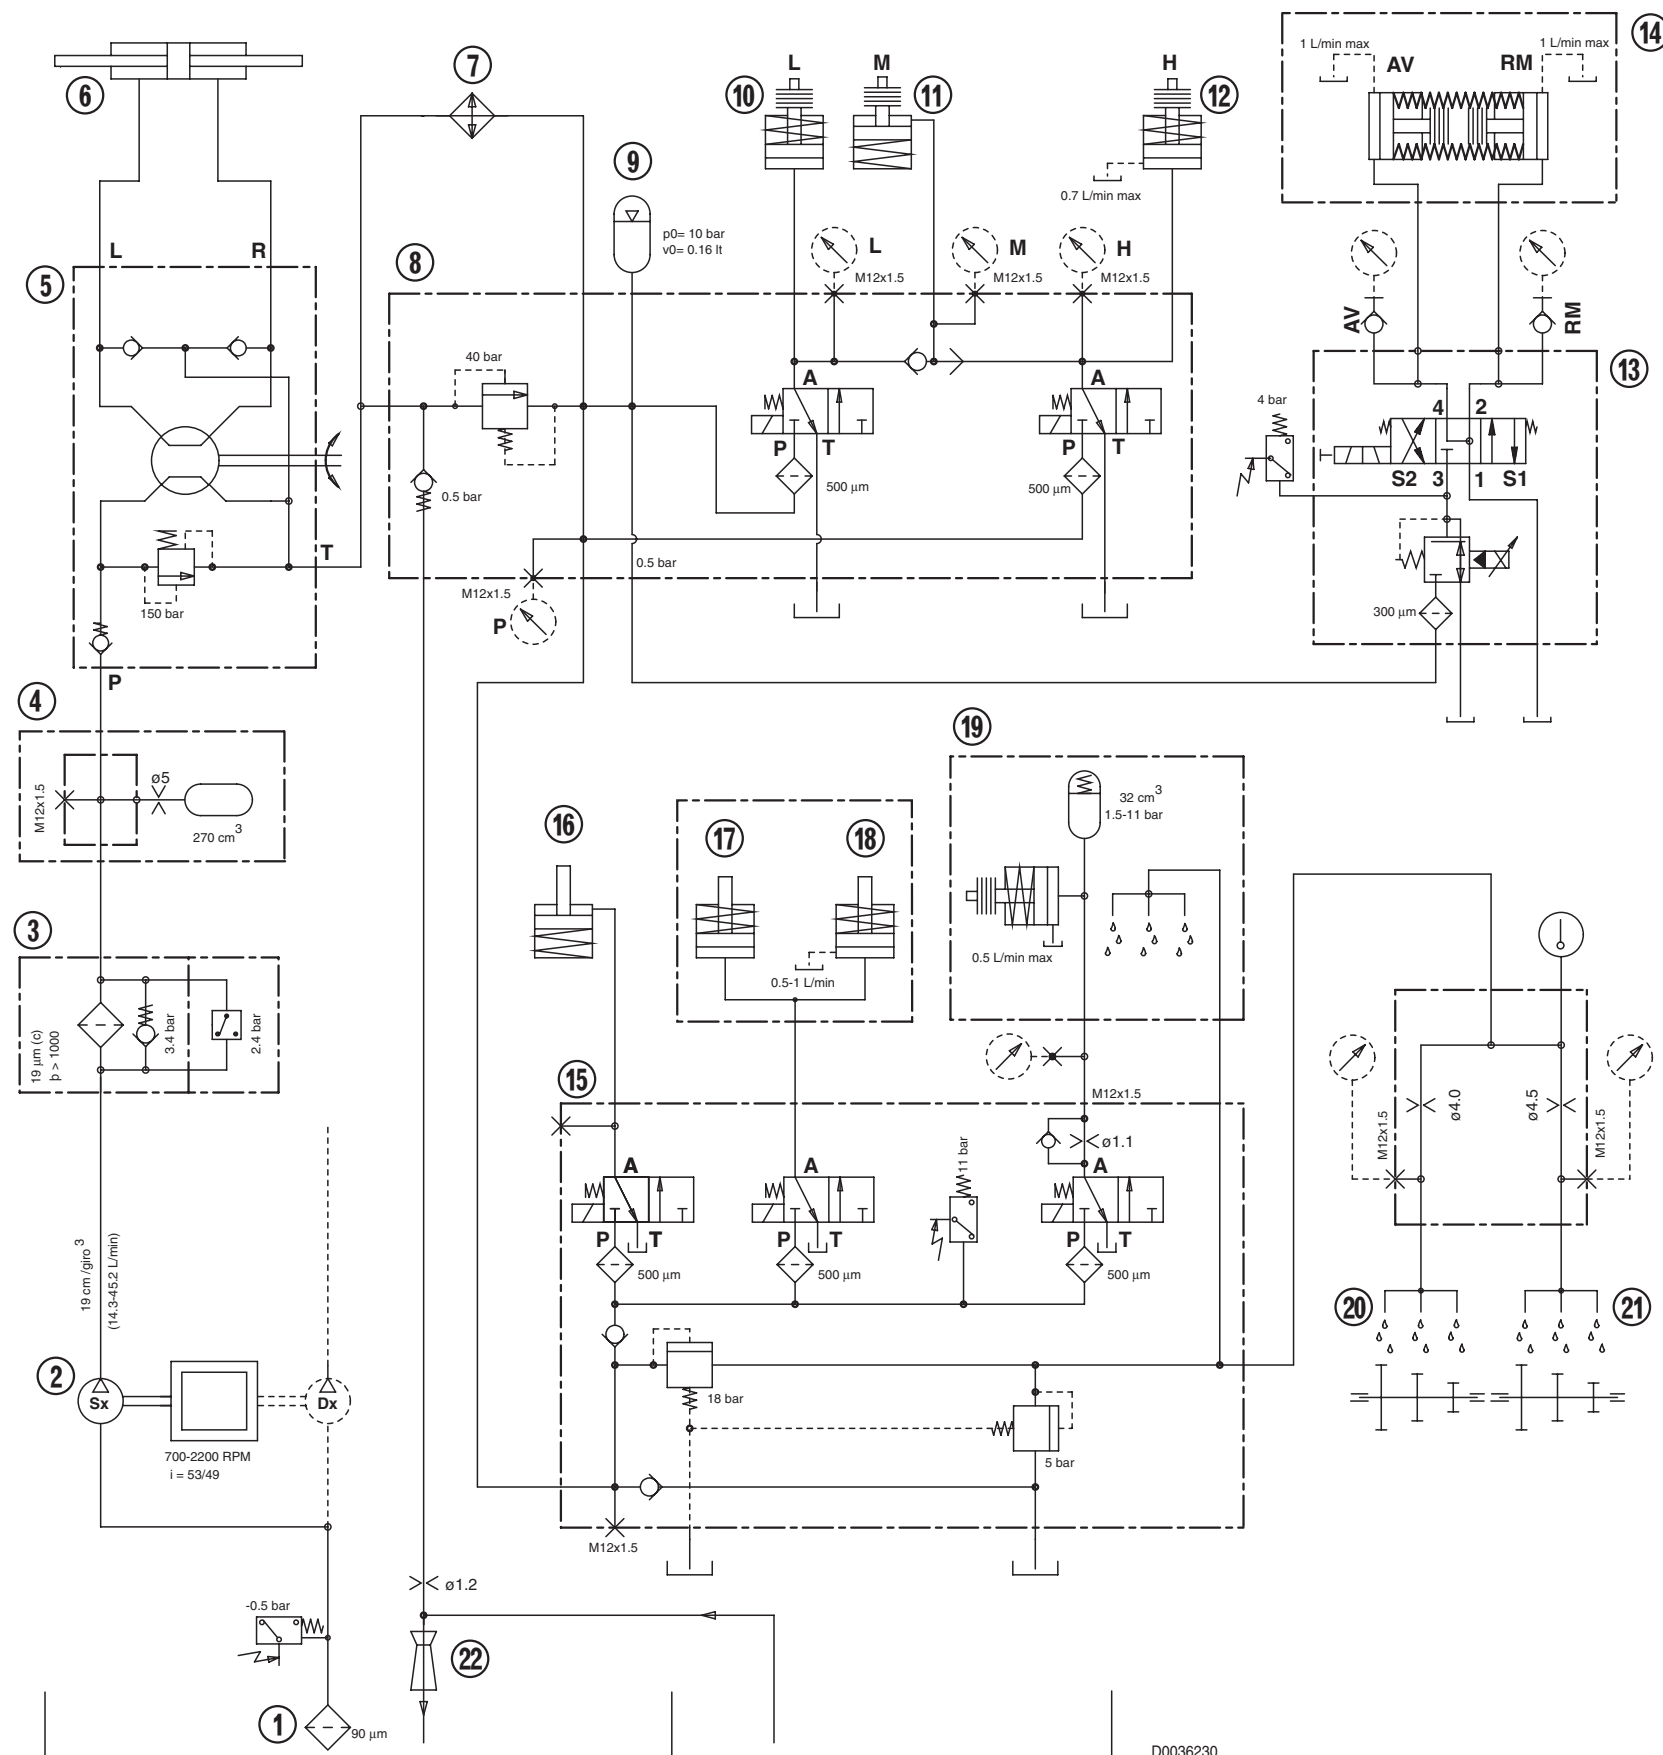 14
1 L/min max
1 L/min max
AV
RM
6
7
L
10
M
11
H
12
9
p0= 10 bar
v0= 0.16 lt
0.7 L/min max
L
R
5
8
L
M
H
M12x1.5
M12x1.5
M12x1.5
AV
RM
13
40 bar
A
A
P
T
P
T
500 µm
500 µm
0.5 bar
4 bar
4
2
S2
3
1
S1
T
0.5 bar
150 bar
M12x1.5
P
300 µm
P
4
M12x1.5
ø5
270 cm3
19
32 cm3
1.5-11 bar
16
17
18
0.5 L/min max
0.5-1 L/min
3
19 µm (c)
þ > 1000
3.4 bar
2.4 bar
15
M12x1.5
ø1.1
11 bar
A
A
A
P
T
P
T
P
T
500 µm
500 µm
500 µm
ø4.0
ø4.5
M12x1.5
M12x1.5
19 cm /giro 3
(14.3-45.2 L/min)
20
21
2
Sx
Dx
700-2200 RPM
i = 53/49
18 bar
5 bar
M12x1.5
ø1.2
-0.5 bar
22
1
90 µm
D0036230